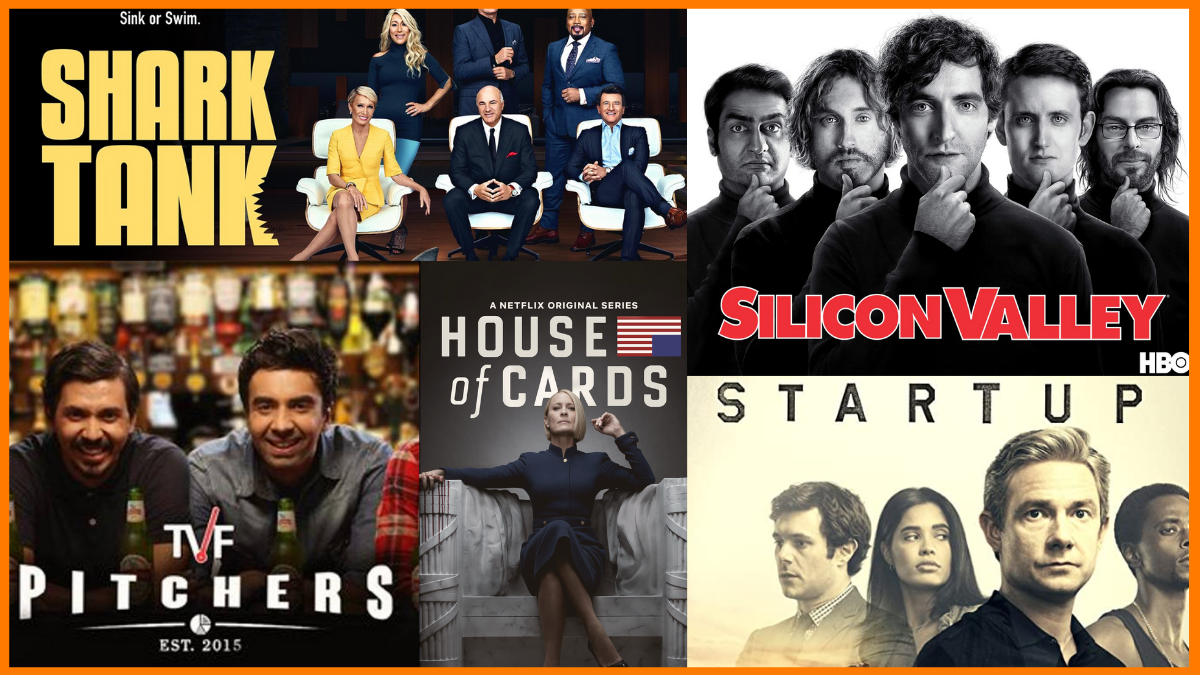 Sink or Swim.
SHARK
TANK
SILICON VALLEY
HBO
TVF
PITCHERS
EST. 2015
A NETFLIX ORIGINAL SERIES
HOUSE
of CARDS
STARTUP